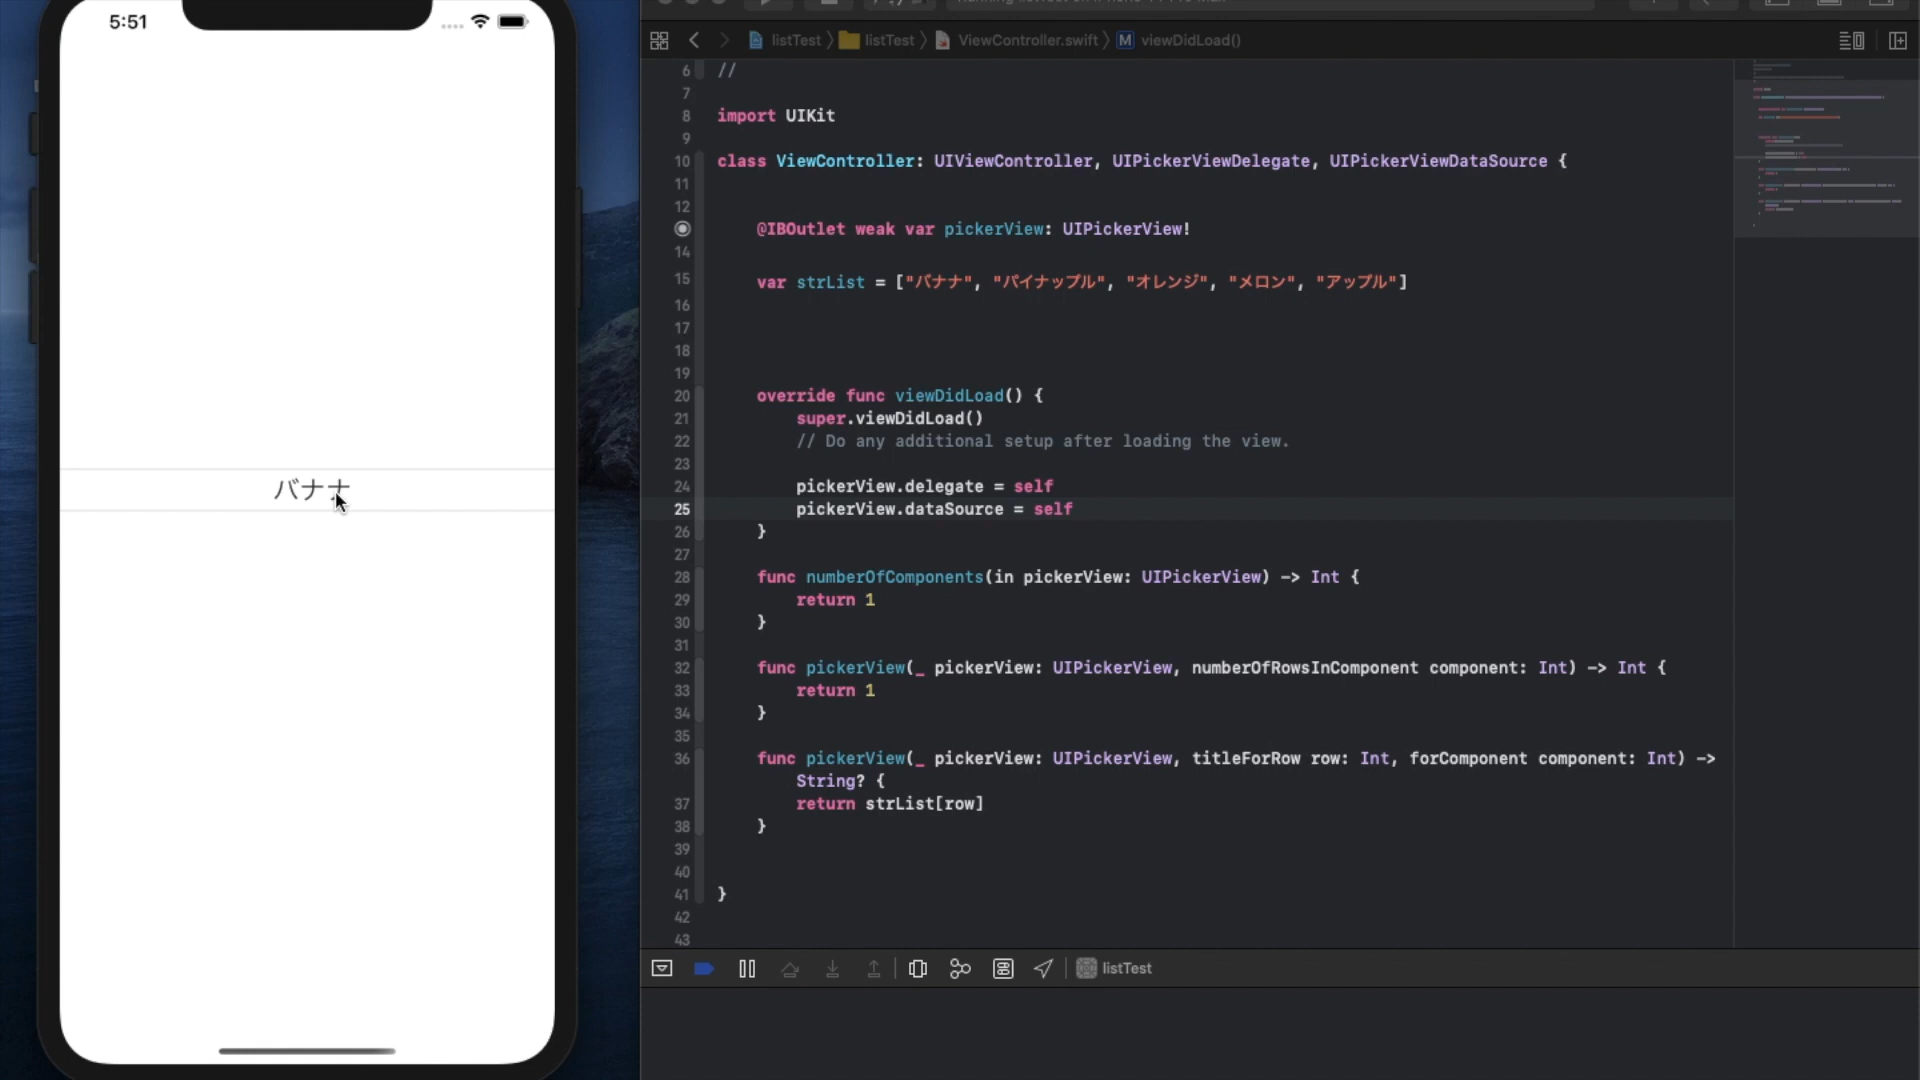 5:51
バナナ
listTest 〉 listTest 〉 ViewController.swift 〉 M viewDidLoad()
6 //
7
8 import UIKit
9
10 class ViewController: UIViewController, UIPickerViewDelegate, UIPickerViewDataSource {
11
12
@IBOutlet weak var pickerView: UIPickerView!
14
15 var strList = ["バナナ", "パイナップル", "オレンジ", "メロン", "アップル"]
16
17
18
19
20 override func viewDidLoad() {
21 super.viewDidLoad()
22 // Do any additional setup after loading the view.
23
24 pickerView.delegate = self
25 pickerView.dataSource = self
26 }
27
28 func numberOfComponents(in pickerView: UIPickerView) -> Int {
29 return 1
30 }
31
32 func pickerView(_ pickerView: UIPickerView, numberOfRowsInComponent component: Int) -> Int {
33 return 1
34 }
35
36 func pickerView(_ pickerView: UIPickerView, titleForRow row: Int, forComponent component: Int) ->
String? {
37 return strList[row]
38 }
39
40
41 }
42
43
listTest